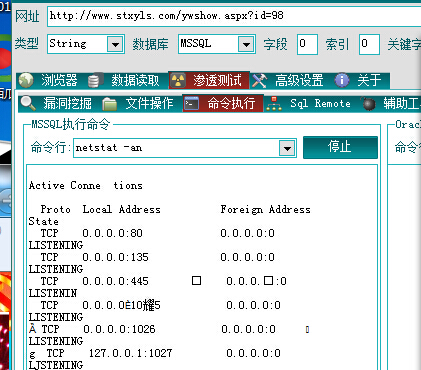 网址 http://www.stxyls.com/ywshow.aspx?id=98
类型 String 数据库 MSSQL 字段 0 索引 0 关键字
浏览器 数据读取 渗透测试 高级设置 关于
漏洞挖掘 文件操作 命令执行 Sql Remote 辅助工
MSSQL执行命令 Orac
命令行: netstat -an 停止 命令行
Active Conne tions
Proto Local Address Foreign Address
State
TCP 0.0.0.0:80 0.0.0.0:0
LISTENING
TCP 0.0.0.0:135 0.0.0.0:0
LISTENING
TCP 0.0.0.0:445 □ 0.0.0.□:0
LISTENIN
TCP 0.0.0.0È10耀5 0.0.0.0:0
LISTENING
TCP 0.0.0.0:1026 0.0.0.0:0
LISTENING
g TCP 127.0.0.1:1027 0.0.0.0:0
LISTENING